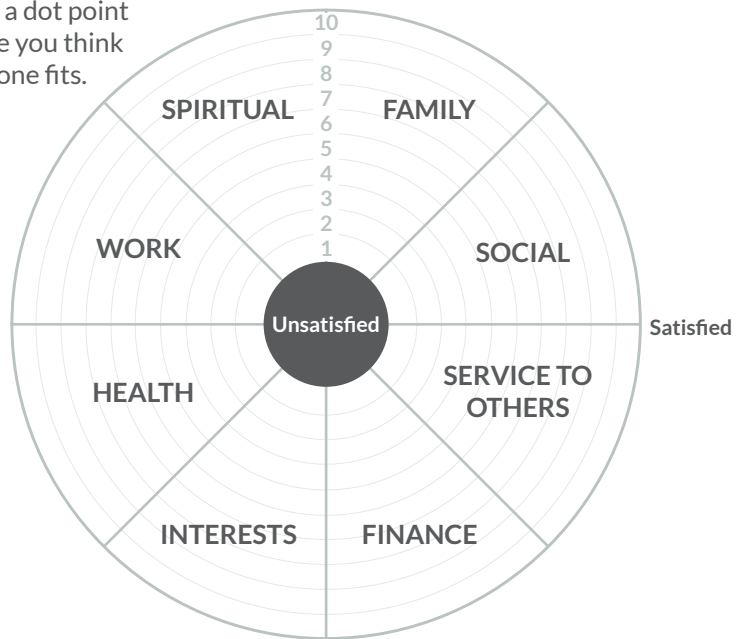 a dot point
e you think
one fits.
10
9
8
7
6
5
4
3
2
1
SPIRITUAL
FAMILY
WORK
SOCIAL
Unsatisfied
Satisfied
HEALTH
SERVICE TO
OTHERS
INTERESTS
FINANCE